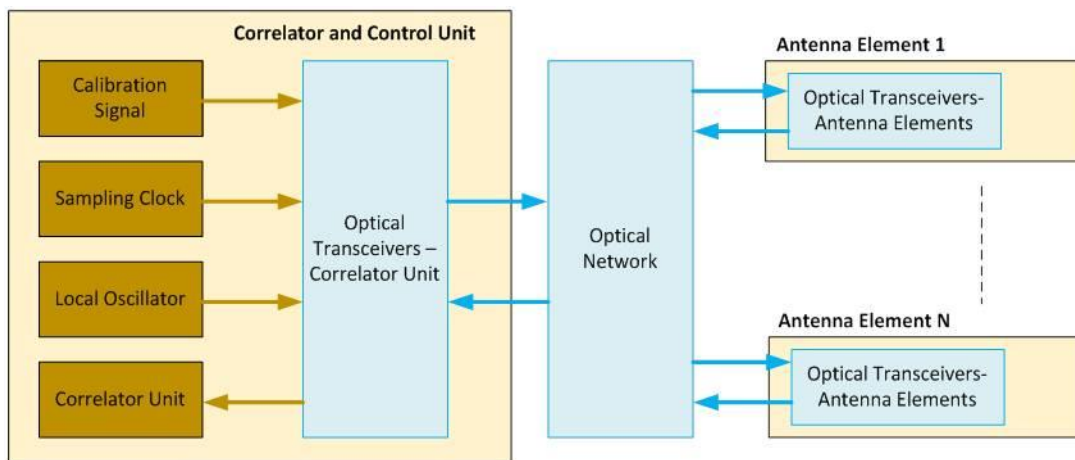 Correlator and Control Unit
Calibration
Signal
Sampling Clock
Local Oscillator
Correlator Unit
Optical
Transceivers –
Correlator Unit
Optical
Network
Antenna Element 1
Optical Transceivers-
Antenna Elements
Antenna Element N
Optical Transceivers-
Antenna Elements